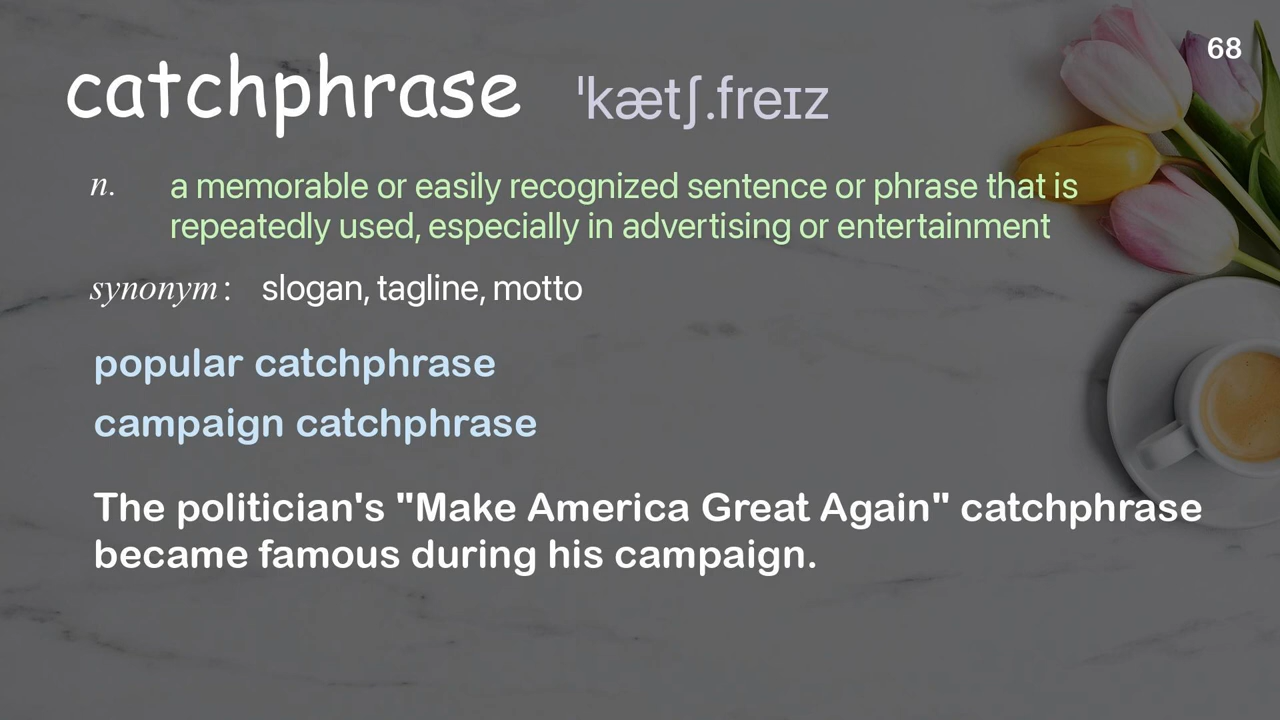 68
catchphrase ˈkætʃ.freɪz
n. a memorable or easily recognized sentence or phrase that is
repeatedly used, especially in advertising or entertainment
synonym : slogan, tagline, motto
popular catchphrase
campaign catchphrase
The politician's "Make America Great Again" catchphrase
became famous during his campaign.